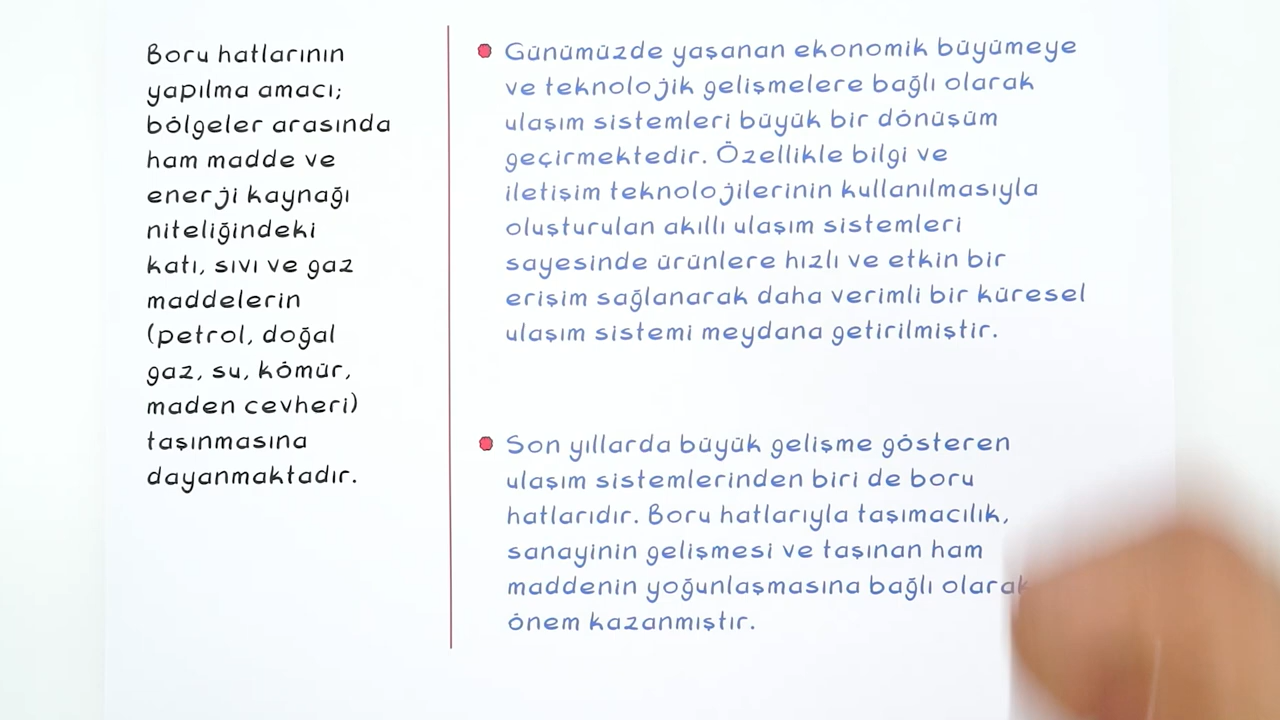 Boru hatlarının
yapılma amacı;
bölgeler arasında
ham madde ve
enerji kaynağı
niteliğindeki
katı, sıvı ve gaz
maddelerin
(petrol, doğal
gaz, su, kömür,
maden cevheri)
taşınmasına
dayanmaktadır.
Günümüzde yaşanan ekonomik büyümeye
ve teknolojik gelişmelere bağlı olarak
ulaşım sistemleri büyük bir dönüşüm
geçirmektedir. Özellikle bilgi ve
iletişim teknolojilerinin kullanılmasıyla
oluşturulan akıllı ulaşım sistemleri
sayesinde ürünlere hızlı ve etkin bir
erişim sağlanarak daha verimli bir küresel
ulaşım sistemi meydana getirilmiştir.
Son yıllarda büyük gelişme gösteren
ulaşım sistemlerinden biri de boru
hatlarıdır. Boru hatlarıyla taşımacılık,
sanayinin gelişmesi ve taşınan ham
maddenin yoğunlaşmasına bağlı olarak
önem kazanmıştır.